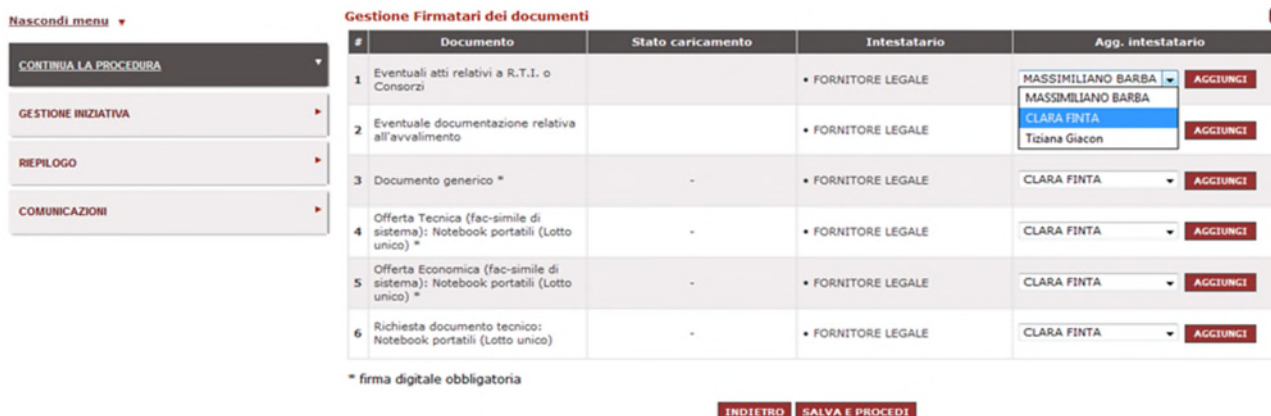 Nascondi menu
CONTINUA LA PROCEDURA
GESTIONE INIZIATIVA
RIEPILOGO
COMUNICAZIONI
Gestione Firmatari dei documenti
# Documento Stato caricamento Intestatario Agg. intestatario
1 Eventuali atti relativi a R.T.I. o Consorzi • FORNITORE LEGALE MASSIMILIANO BARBA AGGIUNGI
MASSIMILIANO BARBA
CLARA FINTA
Tiziana Giacon
2 Eventuale documentazione relativa all'avvalimento • FORNITORE LEGALE AGGIUNGI
3 Documento generico * - • FORNITORE LEGALE CLARA FINTA AGGIUNGI
4 Offerta Tecnica (fac-simile di sistema): Notebook portatili (Lotto unico) * - • FORNITORE LEGALE CLARA FINTA AGGIUNGI
5 Offerta Economica (fac-simile di sistema): Notebook portatili (Lotto unico) * - • FORNITORE LEGALE CLARA FINTA AGGIUNGI
6 Richiesta documento tecnico: Notebook portatili (Lotto unico) - • FORNITORE LEGALE CLARA FINTA AGGIUNGI
* firma digitale obbligatoria
INDIETRO SALVA E PROCEDI